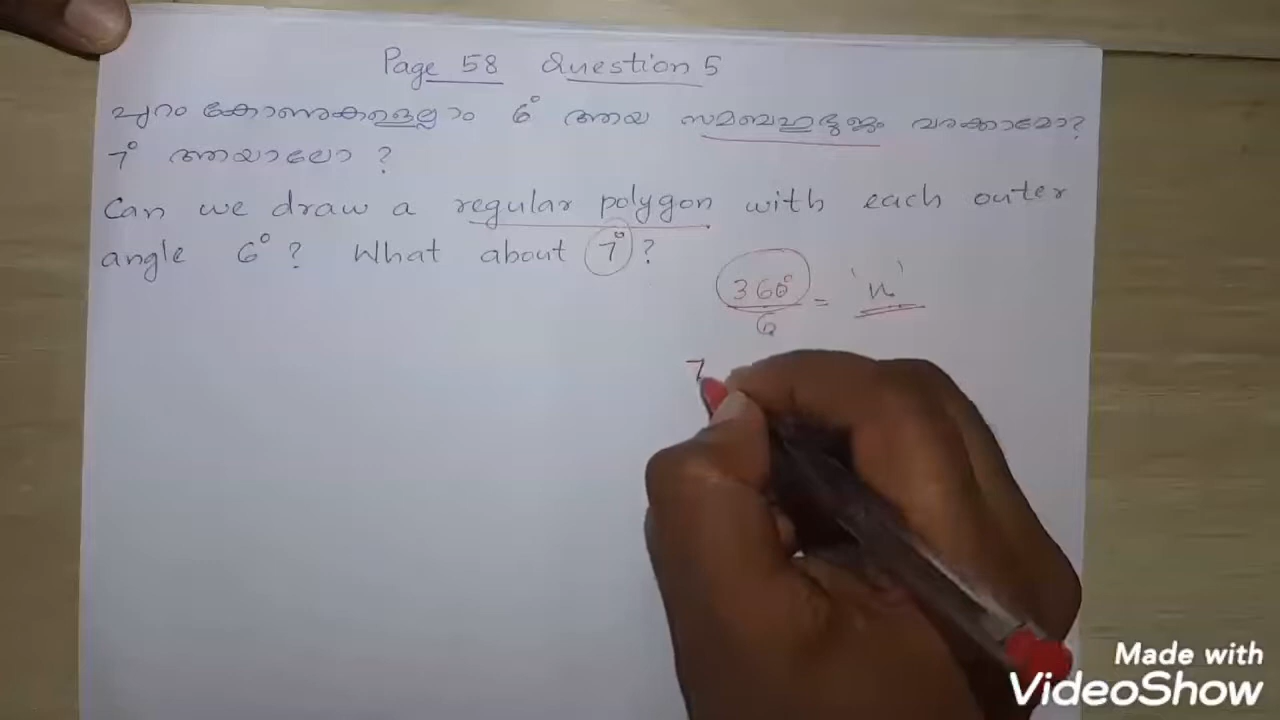 Page 58 Question 5
പുറം കോണുകളെല്ലാം 6° ആയ സമബഹുഭുജം വരക്കാമോ?
7° ആയാലോ ?
Can we draw a regular polygon with each outer
angle 6° ? What about 7° ?
360°
6
= 'n'
7
Made with
VideoShow